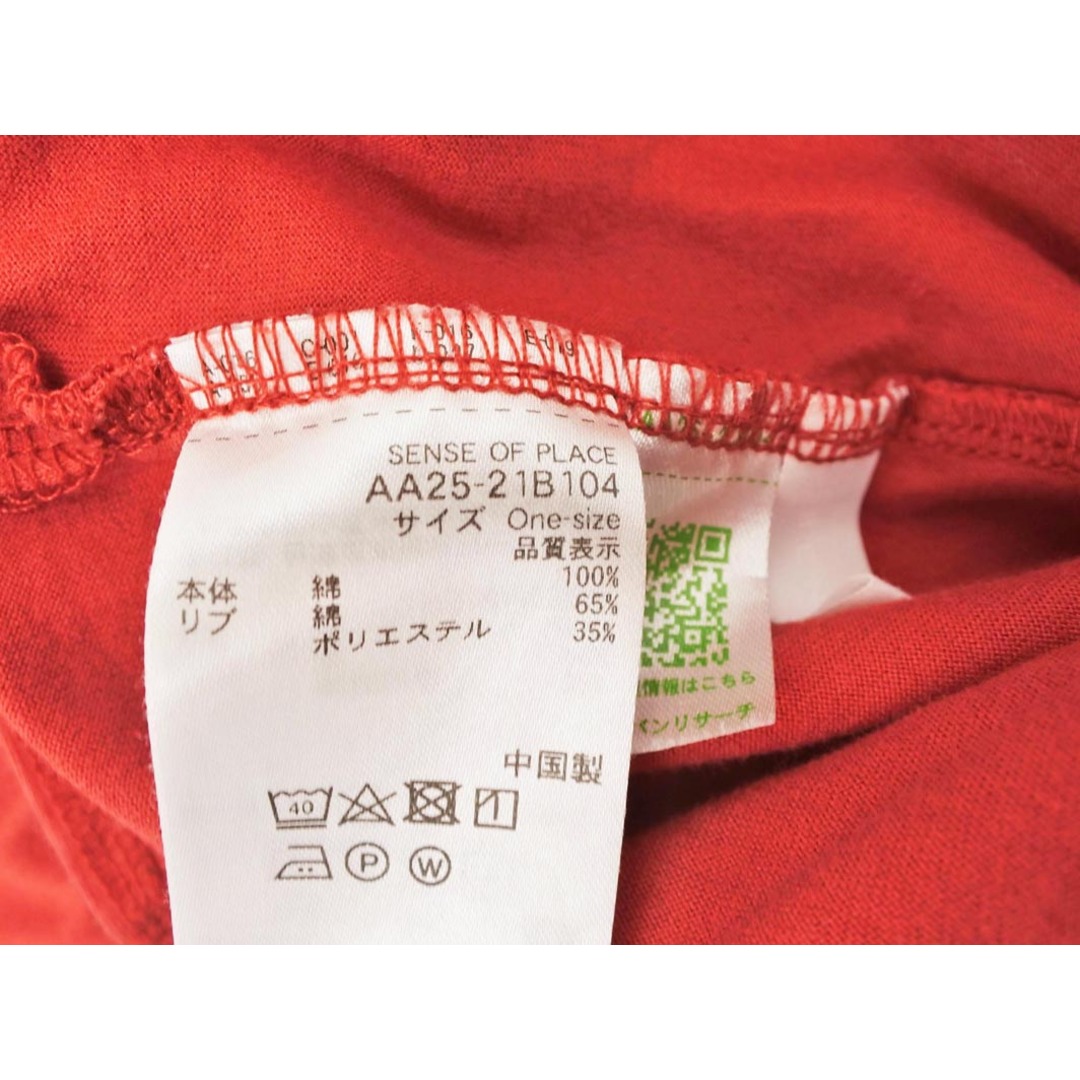 SENSE OF PLACE
AA25-21B104
サイズ One-size
品質表示
本体 綿 100%
リブ 綿 65%
ポリエステル 35%
中国製
40
P
W
情報はこちら
ベンリサーチ